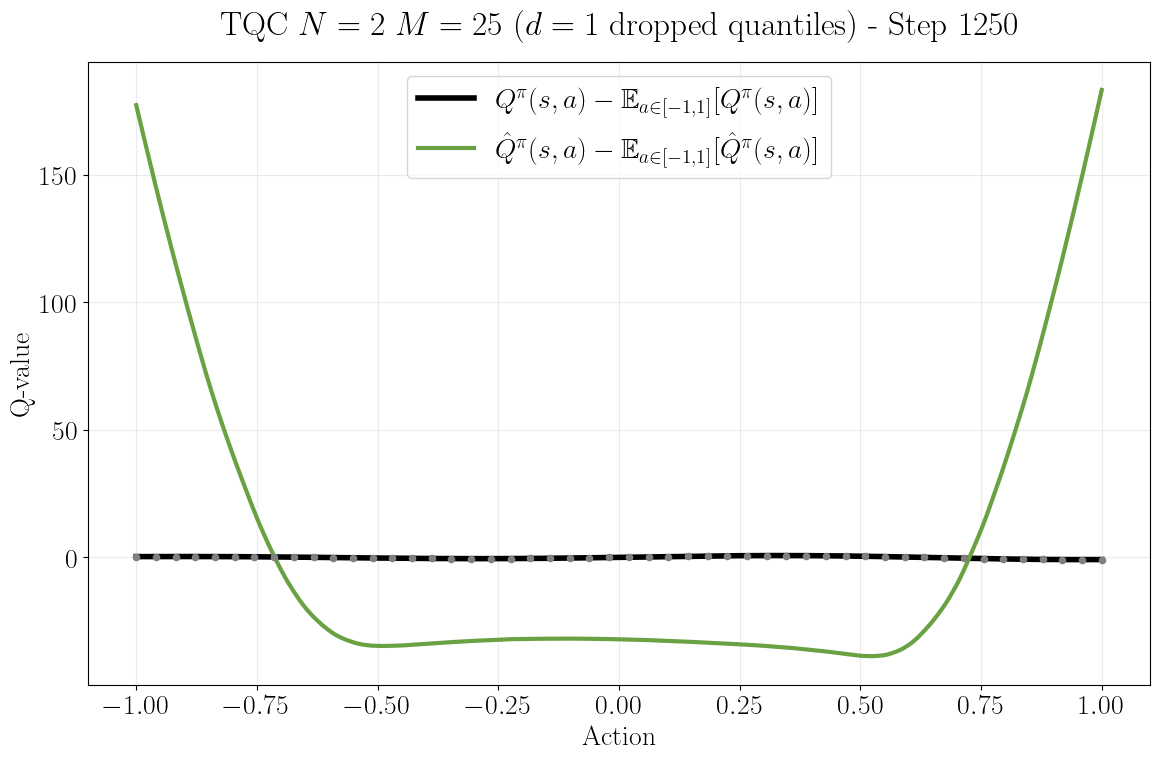 TQC N = 2 M = 25 (d = 1 dropped quantiles) - Step 1250
Q^π(s, a) − 𝔼_{a∈[−1,1]}[Q^π(s, a)]
Q̂^π(s, a) − 𝔼_{a∈[−1,1]}[Q̂^π(s, a)]
Q-value
150
100
50
0
−1.00 −0.75 −0.50 −0.25 0.00 0.25 0.50 0.75 1.00
Action